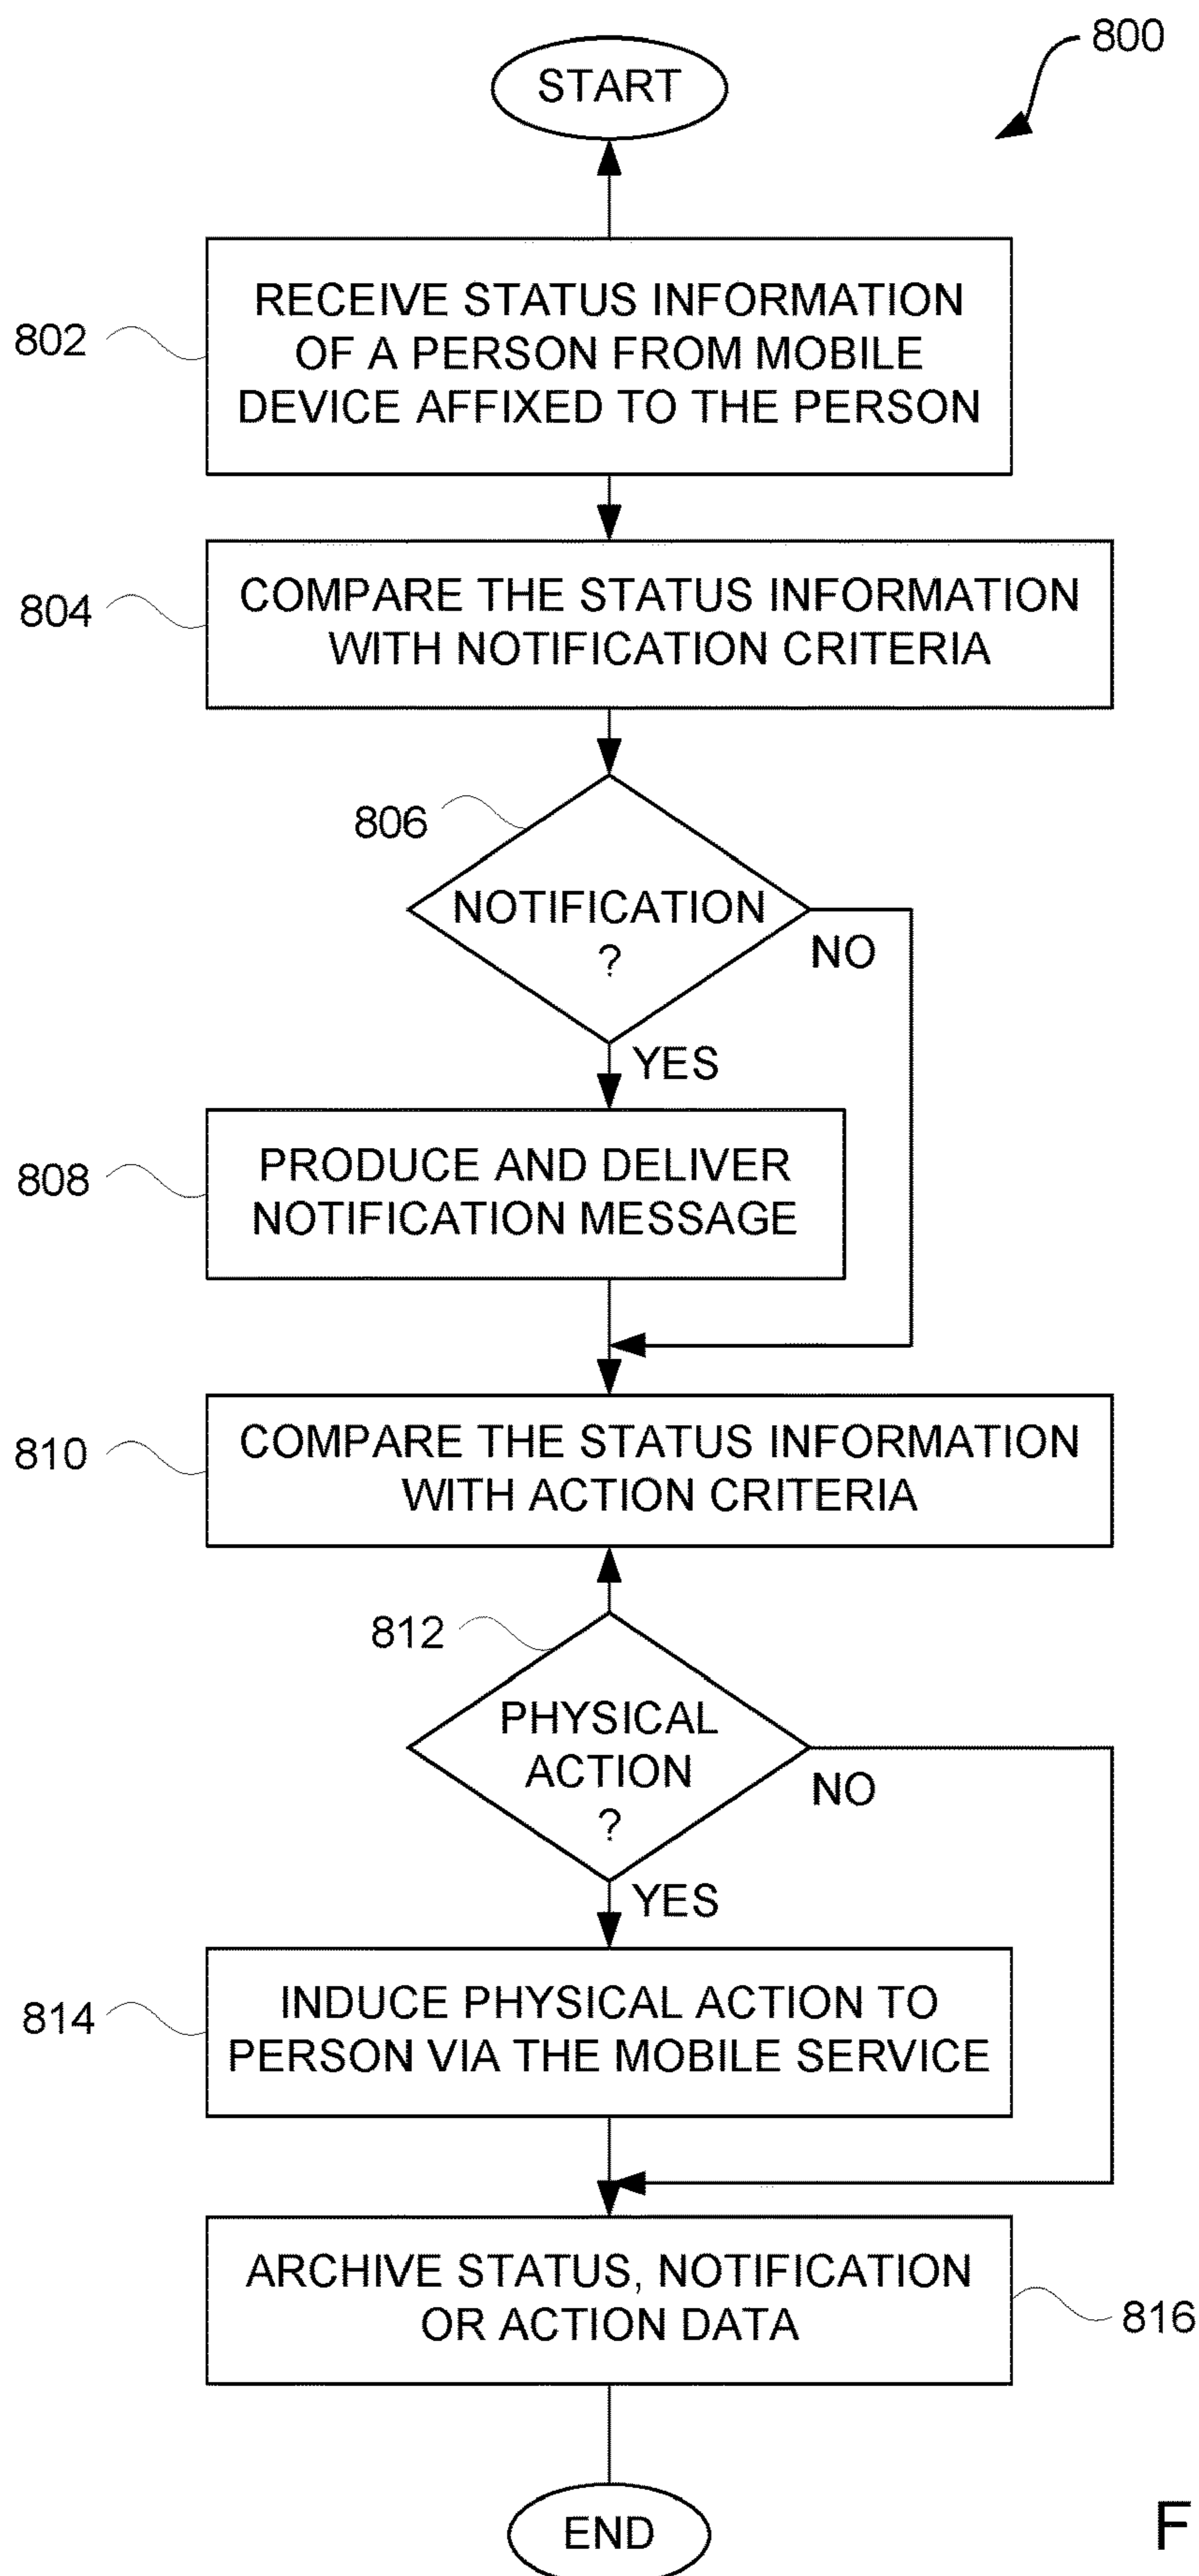 800
START
802
RECEIVE STATUS INFORMATION
OF A PERSON FROM MOBILE
DEVICE AFFIXED TO THE PERSON
804
COMPARE THE STATUS INFORMATION
WITH NOTIFICATION CRITERIA
806
NOTIFICATION
?
NO
YES
808
PRODUCE AND DELIVER
NOTIFICATION MESSAGE
810
COMPARE THE STATUS INFORMATION
WITH ACTION CRITERIA
812
PHYSICAL
ACTION
?
NO
YES
814
INDUCE PHYSICAL ACTION TO
PERSON VIA THE MOBILE SERVICE
ARCHIVE STATUS, NOTIFICATION
OR ACTION DATA
816
END
F